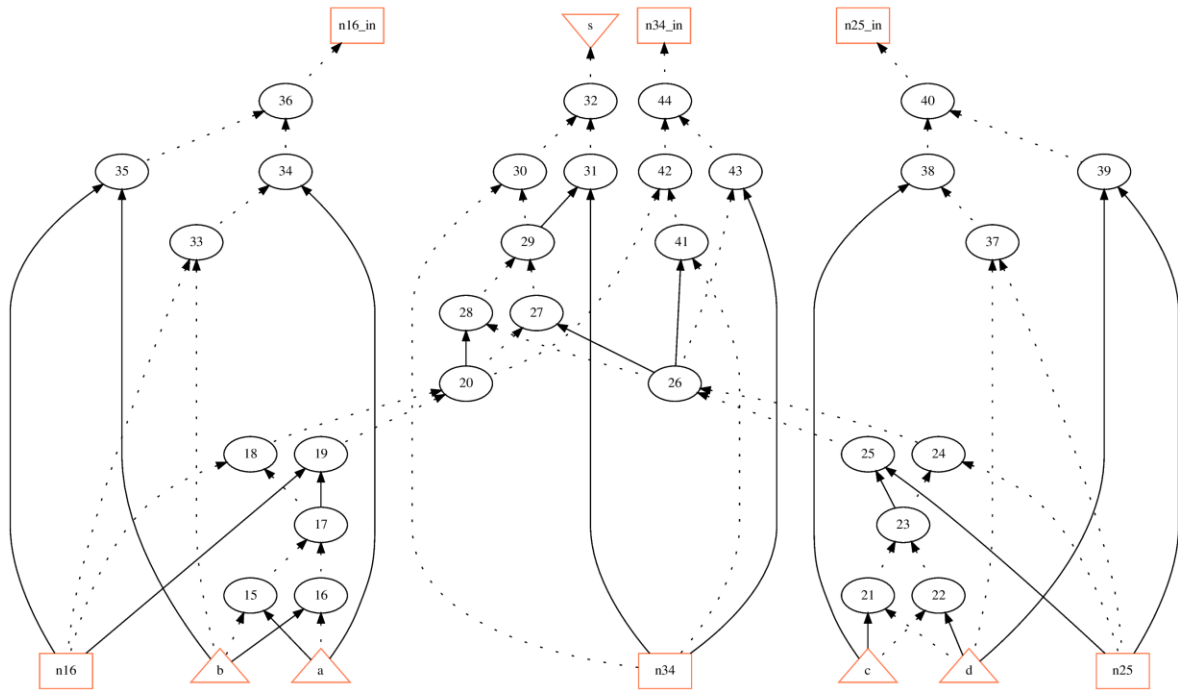 n16_in s n34_in n25_in
36 32 44 40
35 34 30 31 42 43 38 39
33 29 41 37
28 27
20 26
18 19 25 24
17 23
15 16 21 22
n16 b a n34 c d n25